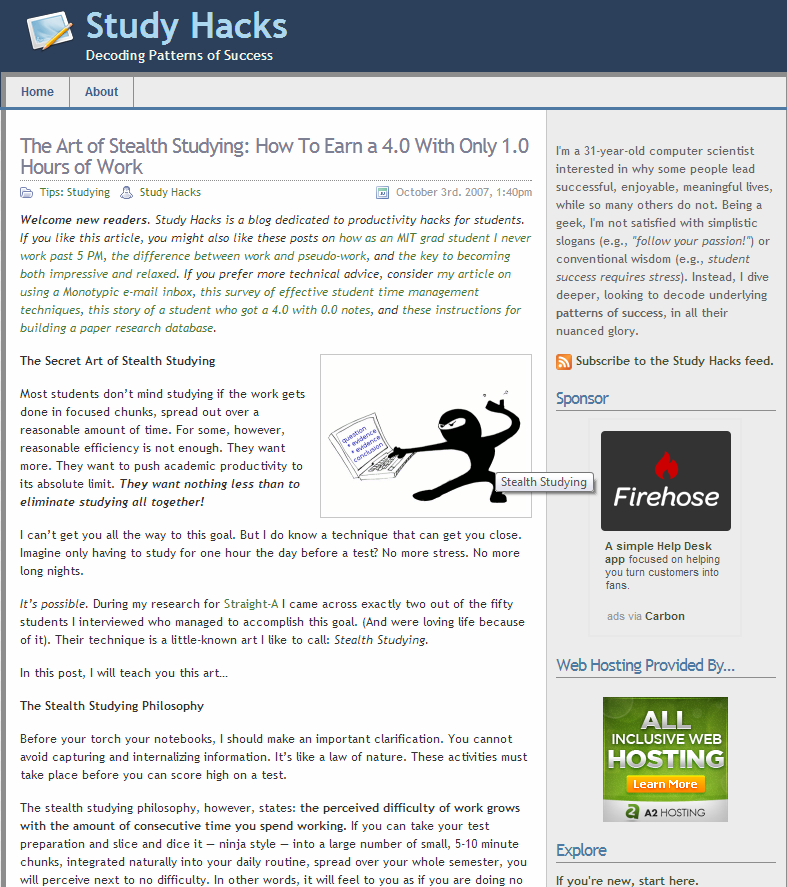 Study Hacks
Decoding Patterns of Success
Home
About
The Art of Stealth Studying: How To Earn a 4.0 With Only 1.0
Hours of Work
Tips: Studying
Study Hacks
October 3rd. 2007, 1:40pm
Welcome new readers. Study Hacks is a blog dedicated to productivity hacks for students.
If you like this article, you might also like these posts on how as an MIT grad student I never
work past 5 PM, the difference between work and pseudo-work, and the key to becoming
both impressive and relaxed. If you prefer more technical advice, consider my article on
using a Monotypic e-mail inbox, this survey of effective student time management
techniques, this story of a student who got a 4.0 with 0.0 notes, and these instructions for
building a paper research database.
The Secret Art of Stealth Studying
Most students don’t mind studying if the work gets
done in focused chunks, spread out over a
reasonable amount of time. For some, however,
reasonable efficiency is not enough. They want
more. They want to push academic productivity to
its absolute limit. They want nothing less than to
eliminate studying all together!
question
* evidence
* evidence
conclusion
Stealth Studying
I can’t get you all the way to this goal. But I do know a technique that can get you close.
Imagine only having to study for one hour the day before a test? No more stress. No more
long nights.
It’s possible. During my research for Straight-A I came across exactly two out of the fifty
students I interviewed who managed to accomplish this goal. (And were loving life because
of it). Their technique is a little-known art I like to call: Stealth Studying.
In this post, I will teach you this art…
The Stealth Studying Philosophy
Before your torch your notebooks, I should make an important clarification. You cannot
avoid capturing and internalizing information. It’s like a law of nature. These activities must
take place before you can score high on a test.
The stealth studying philosophy, however, states: the perceived difficulty of work grows
with the amount of consecutive time you spend working. If you can take your test
preparation and slice and dice it — ninja style — into a large number of small, 5-10 minute
chunks, integrated naturally into your daily routine, spread over your whole semester, you
will perceive next to no difficulty. In other words, it will feel to you as if you are doing no
I'm a 31-year-old computer scientist
interested in why some people lead
successful, enjoyable, meaningful lives,
while so many others do not. Being a
geek, I'm not satisfied with simplistic
slogans (e.g., "follow your passion!") or
conventional wisdom (e.g., student
success requires stress). Instead, I dive
deeper, looking to decode underlying
patterns of success, in all their
nuanced glory.
Subscribe to the Study Hacks feed.
Sponsor
Firehose
A simple Help Desk
app focused on helping
you turn customers into
fans.
ads via Carbon
Web Hosting Provided By...
ALL
INCLUSIVE WEB
HOSTING
Learn More
A2 HOSTING
Explore
If you're new, start here.